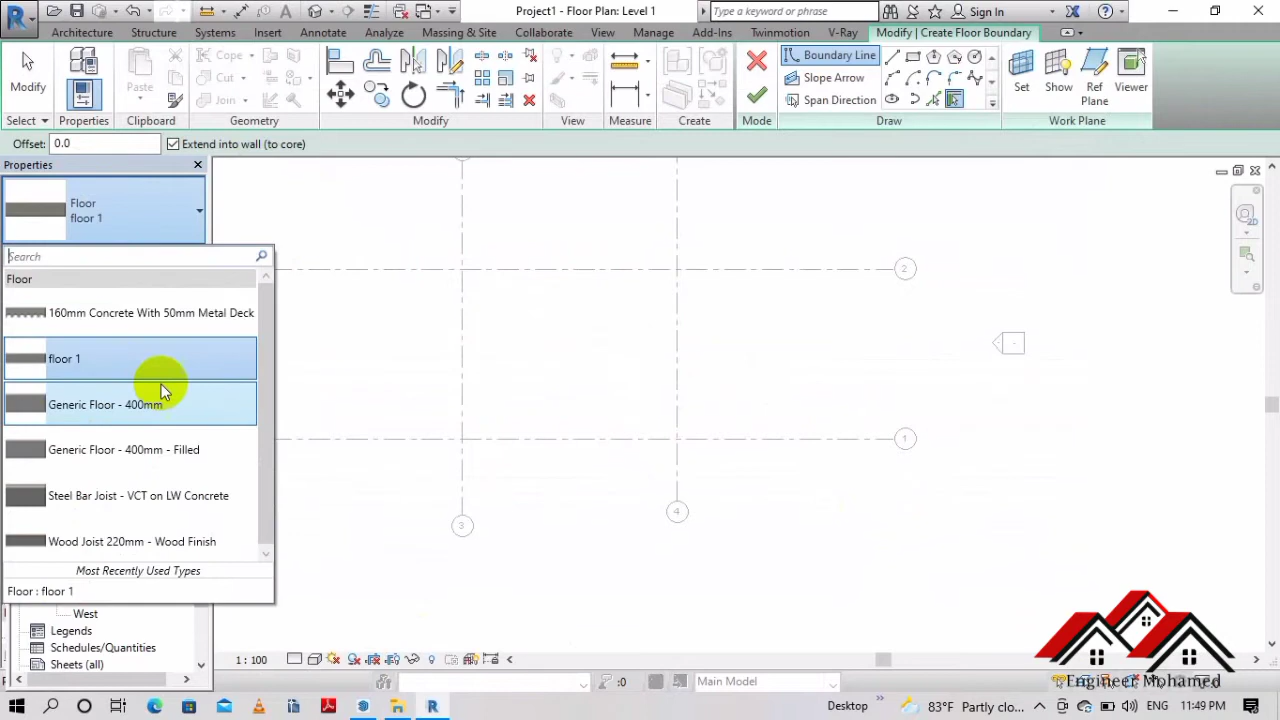 Project1 - Floor Plan: Level 1
Type a keyword or phrase
Sign In
Architecture Structure Systems Insert Annotate Analyze Massing & Site Collaborate View Manage Add-Ins Twinmotion V-Ray Modify | Create Floor Boundary
Modify
Paste
Cope
Cut
Join
Boundary Line
Slope Arrow
Span Direction
Set Show Ref Plane Viewer
Select Properties Clipboard Geometry Modify View Measure Create Mode Draw Work Plane
Offset: 0.0 Extend into wall (to core)
Properties
Floor
floor 1
Search
Floor
160mm Concrete With 50mm Metal Deck
floor 1
Generic Floor - 400mm
Generic Floor - 400mm - Filled
Steel Bar Joist - VCT on LW Concrete
Wood Joist 220mm - Wood Finish
Most Recently Used Types
Floor : floor 1
West
Legends
Schedules/Quantities
Sheets (all)
2
1
3
4
2D
1 : 100
:0
Main Model
Engineer Mohamed
Desktop
83°F Partly clo...
ENG
11:49 PM